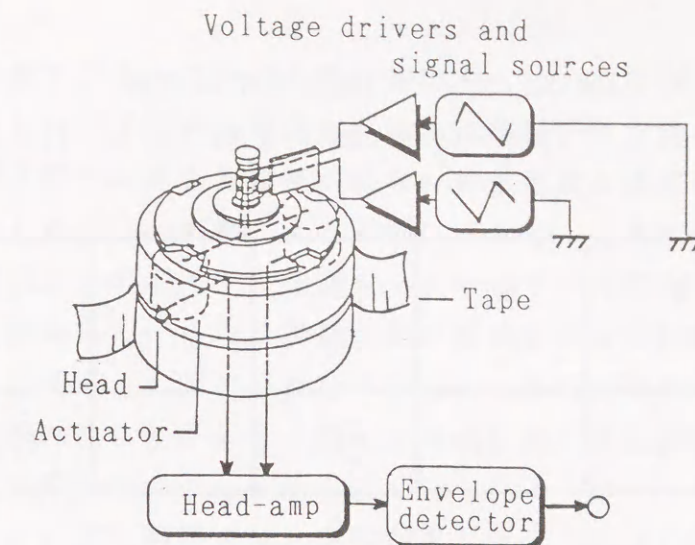 Voltage drivers and
signal sources
Tape
Head
Actuator
Head-amp
Envelope
detector